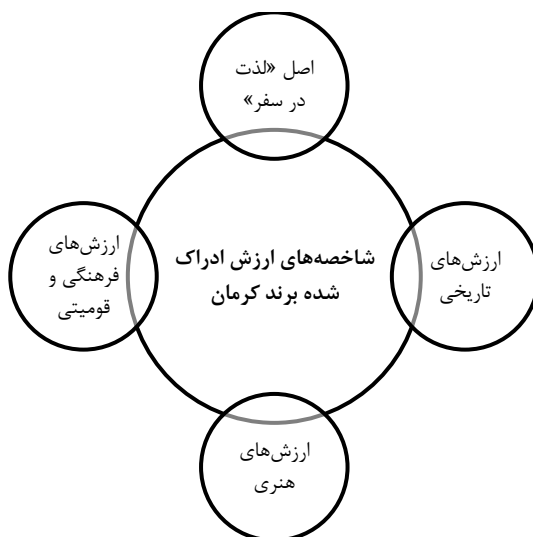 اصل «لذت
در سفر»
ارزش‌های
تاریخی
شاخصه‌های ارزش ادراک
شده برند کرمان
ارزش‌های
فرهنگی و
قومیتی
ارزش‌های
هنری